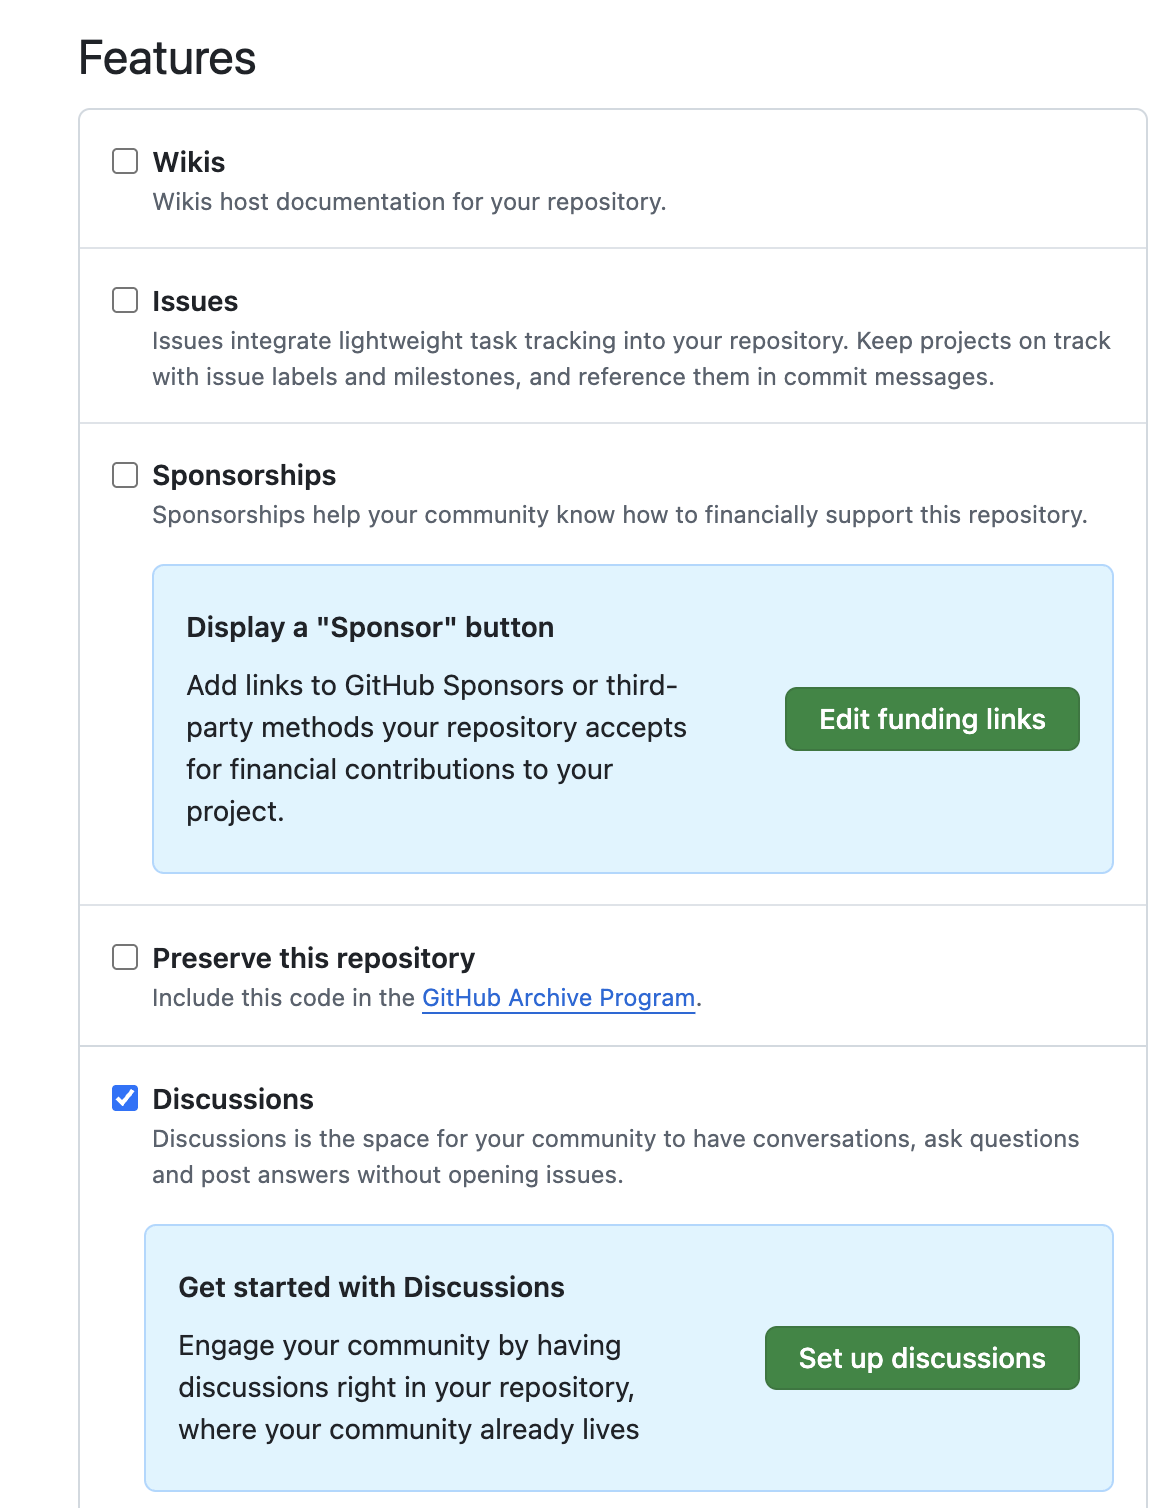 Features
Wikis
Wikis host documentation for your repository.
Issues
Issues integrate lightweight task tracking into your repository. Keep projects on track
with issue labels and milestones, and reference them in commit messages.
Sponsorships
Sponsorships help your community know how to financially support this repository.
Display a "Sponsor" button
Add links to GitHub Sponsors or third-
party methods your repository accepts
for financial contributions to your
project.
Edit funding links
Preserve this repository
Include this code in the GitHub Archive Program.
Discussions
Discussions is the space for your community to have conversations, ask questions
and post answers without opening issues.
Get started with Discussions
Engage your community by having
discussions right in your repository,
where your community already lives
Set up discussions